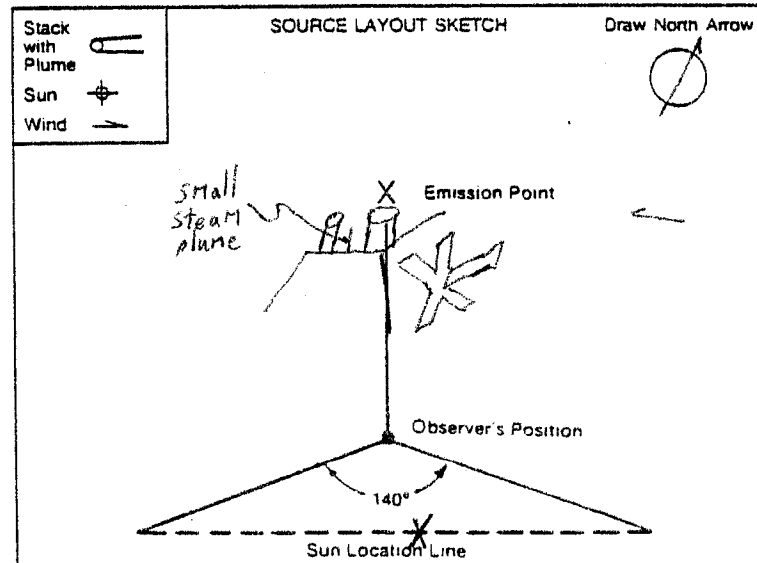 Stack
with
Plume
Sun
Wind
SOURCE LAYOUT SKETCH
Draw North Arrow
small
steam
plume
X Emission Point
Observer's Position
140°
X
Sun Location Line